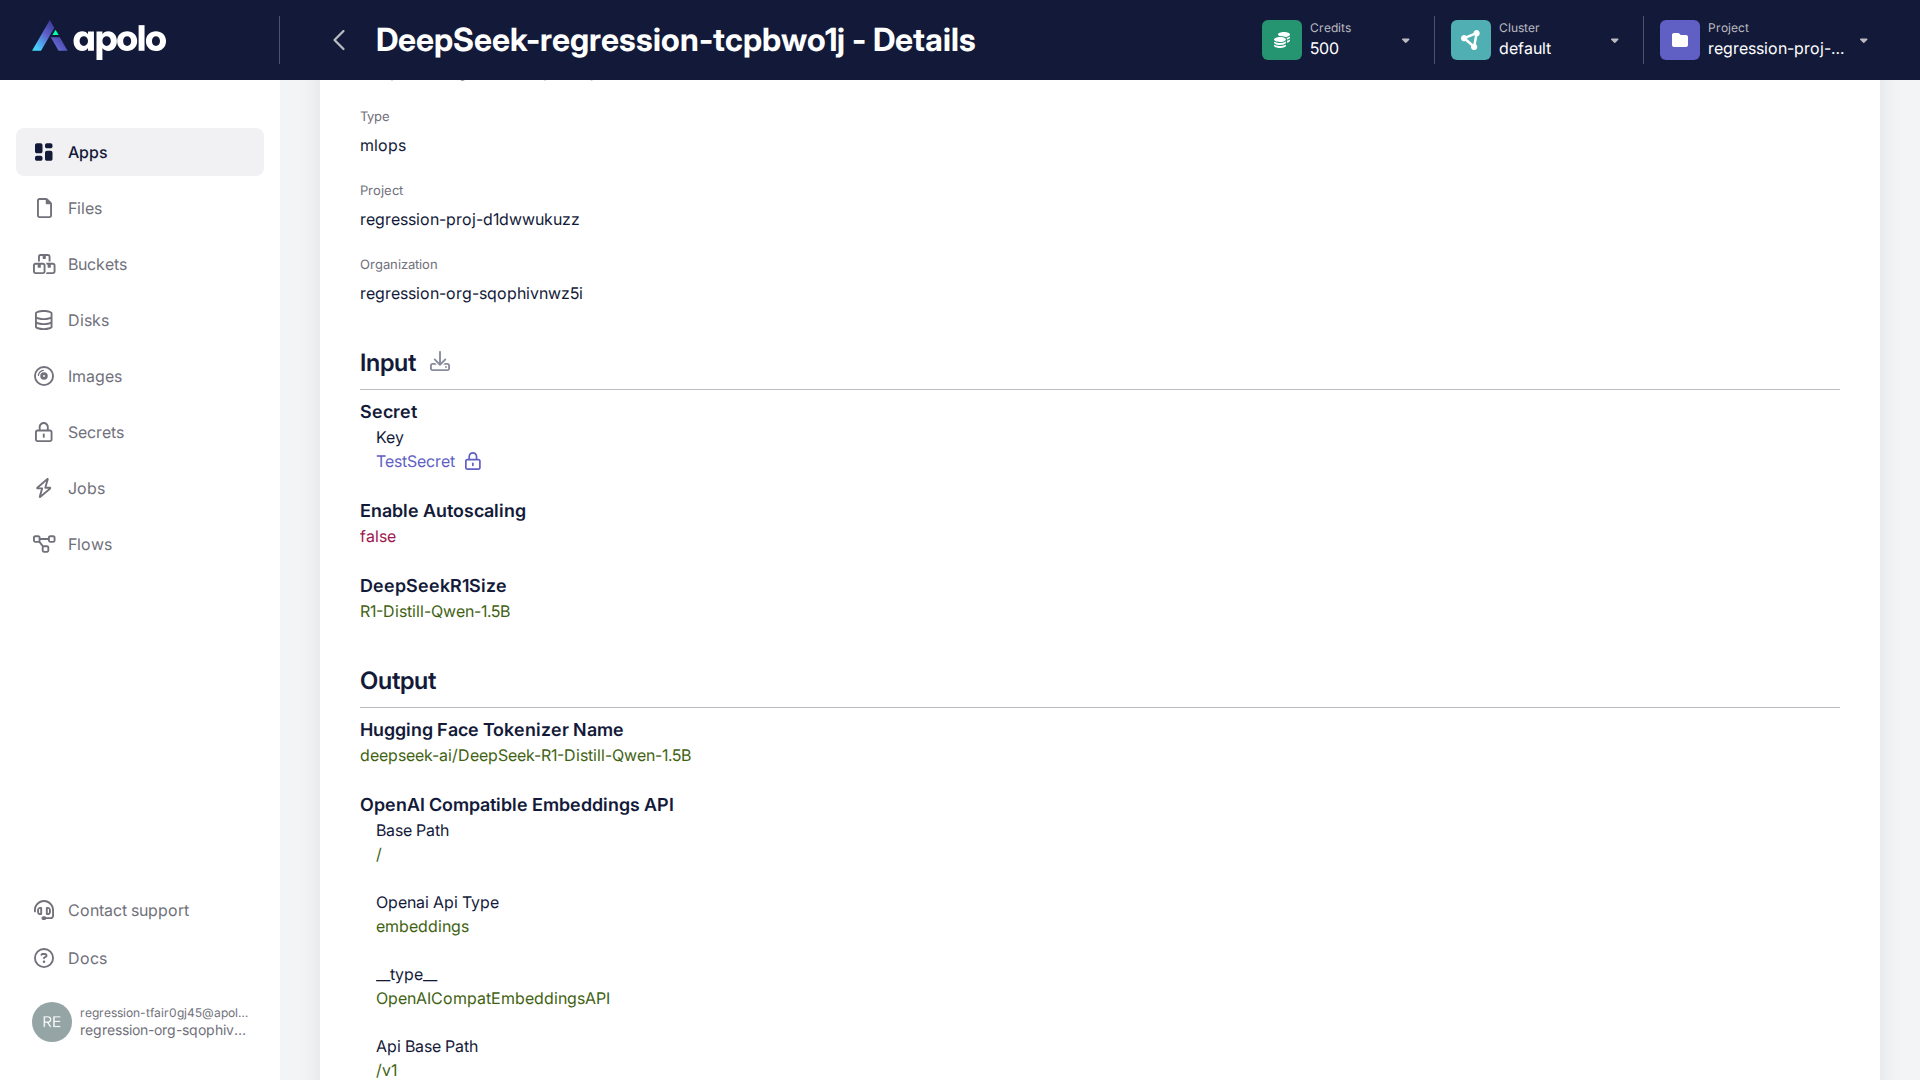 apolo
DeepSeek-regression-tcpbwo1j - Details
Credits
500
Cluster
default
Project
regression-proj-...
Apps
Files
Buckets
Disks
Images
Secrets
Jobs
Flows
Contact support
Docs
RE
regression-tfair0gj45@apol...
regression-org-sqophiv...
Type
mlops
Project
regression-proj-d1dwwukuzz
Organization
regression-org-sqophivnwz5i
Input
Secret
Key
TestSecret
Enable Autoscaling
false
DeepSeekR1Size
R1-Distill-Qwen-1.5B
Output
Hugging Face Tokenizer Name
deepseek-ai/DeepSeek-R1-Distill-Qwen-1.5B
OpenAI Compatible Embeddings API
Base Path
/
Openai Api Type
embeddings
__type__
OpenAICompatEmbeddingsAPI
Api Base Path
/v1